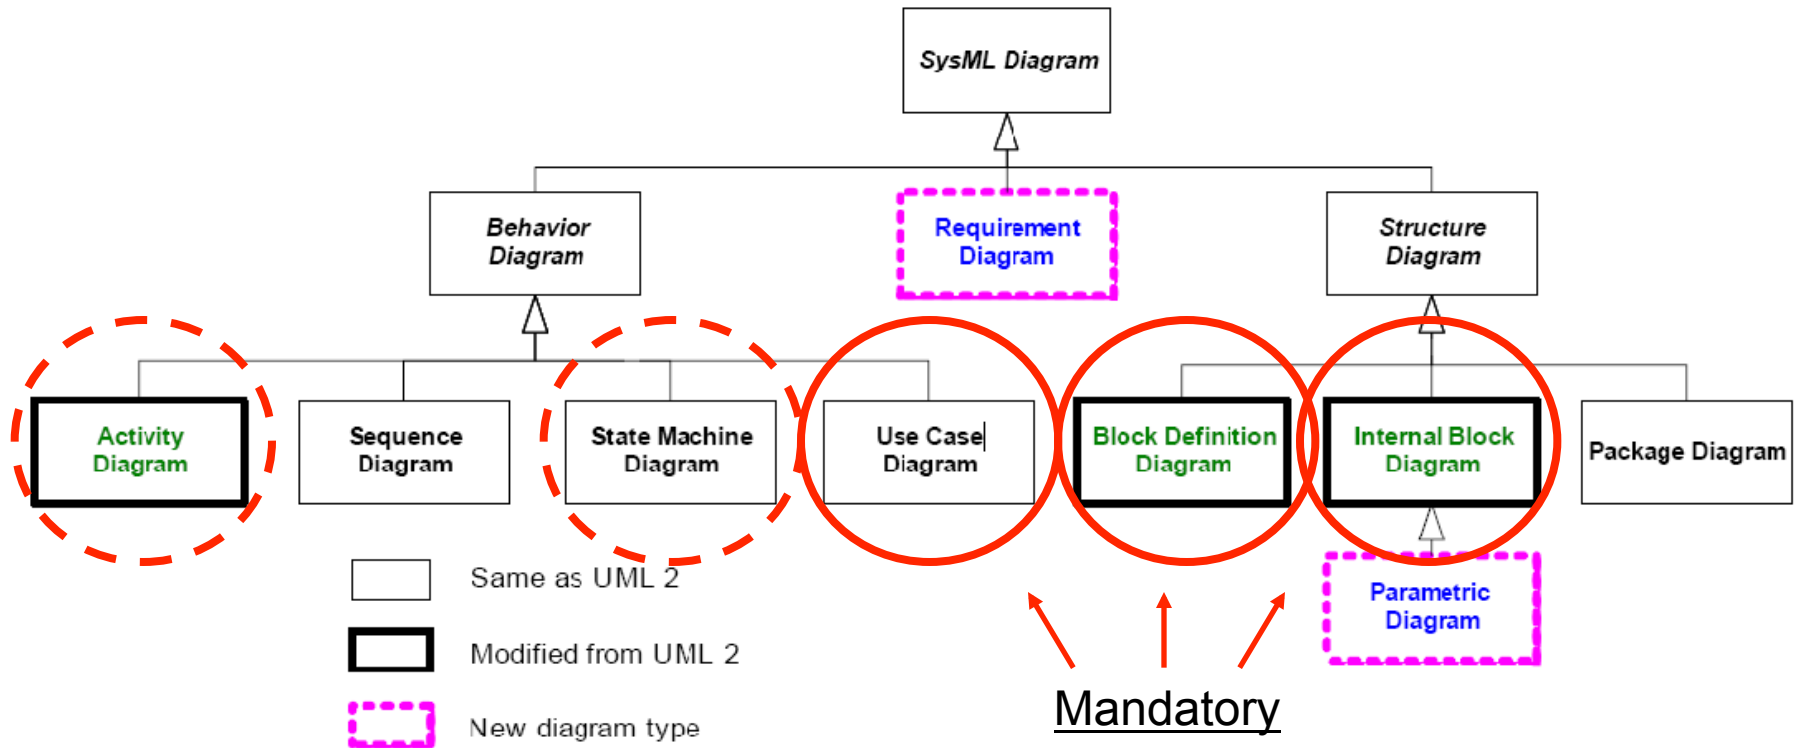 SysML Diagram
Behavior
Diagram
Requirement
Diagram
Structure
Diagram
Activity
Diagram
Sequence
Diagram
State Machine
Diagram
Use Case
Diagram
Block Definition
Diagram
Internal Block
Diagram
Package Diagram
Same as UML 2
Modified from UML 2
New diagram type
Parametric
Diagram
Mandatory